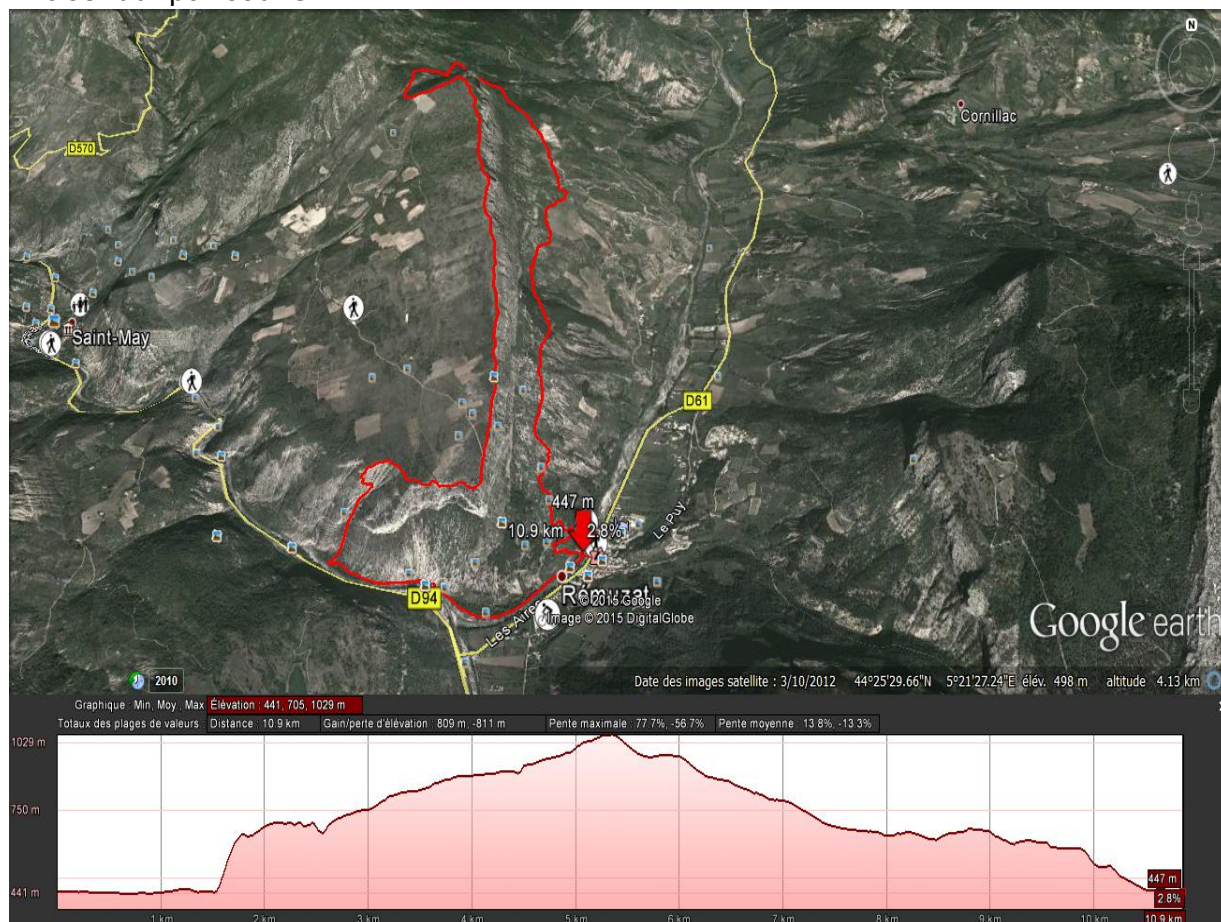 N
Cornillac
D570
Saint-May
D61
447 m
10.9 km 2.8%
Le Puy
D94
Rémuzat
Les Aires
© 2015 Google
Image © 2015 DigitalGlobe
Google earth
2010
Date des images satellite : 3/10/2012 44°25'29.66"N 5°21'27.24"E élév. 498 m altitude 4.13 km
Graphique : Min, Moy., Max Élévation : 441, 705, 1029 m
Totaux des plages de valeurs : Distance : 10.9 km Gain/perte d'élévation : 809 m, -811 m Pente maximale : 77.7%, -56.7% Pente moyenne : 13.8%, -13.3%
1029 m
750 m
441 m
447 m
2.8%
1 km 2 km 3 km 4 km 5 km 6 km 7 km 8 km 9 km 10 km 10.9 km